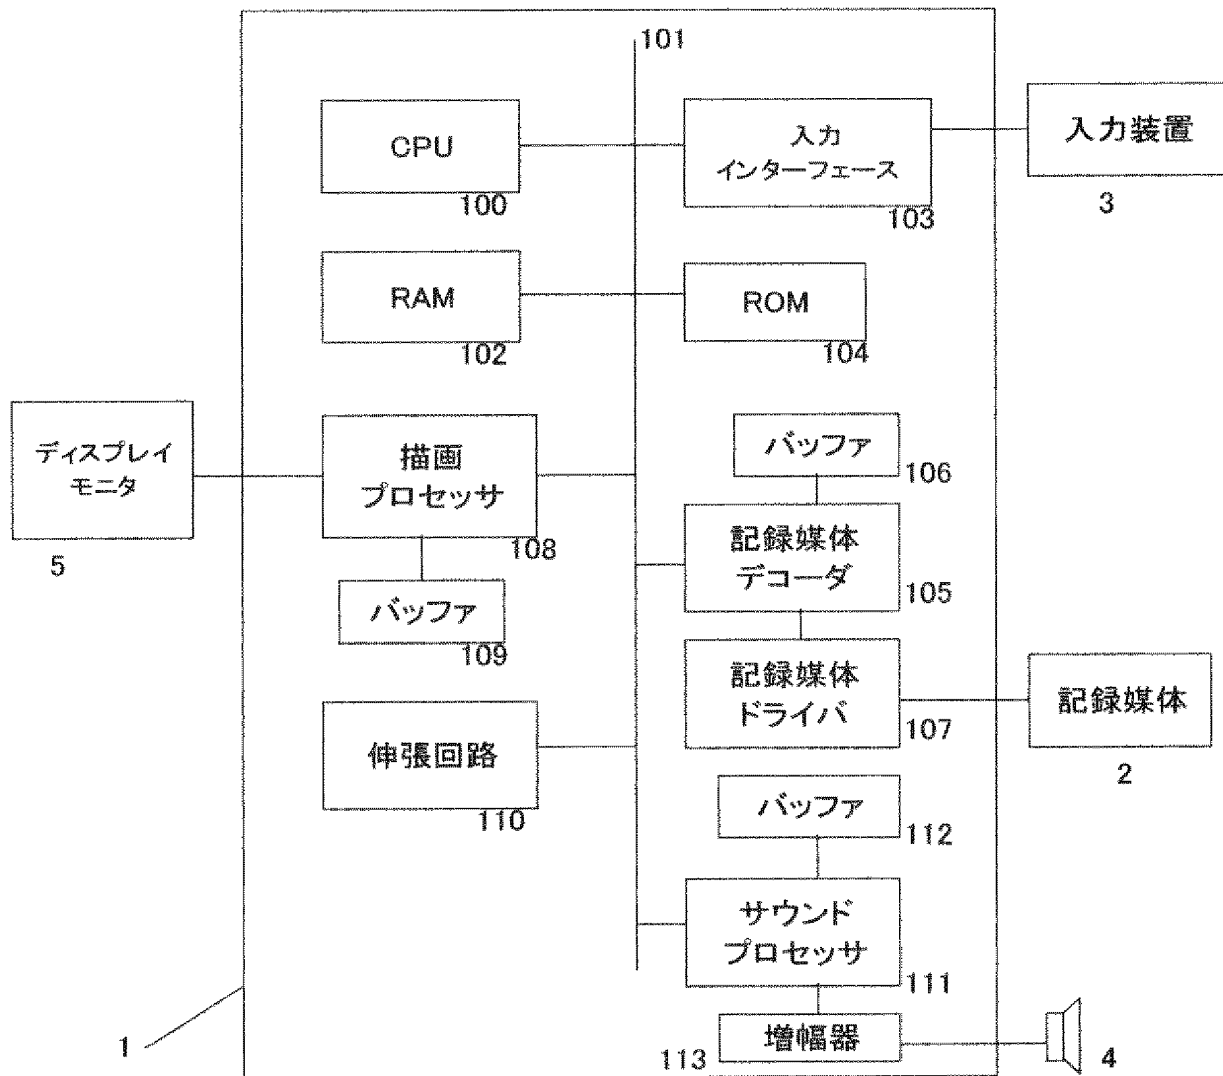 101
CPU
100
入力
インターフェース
103
入力装置
3
RAM
102
ROM
104
ディスプレイ
モニタ
5
描画
プロセッサ
108
バッファ
106
記録媒体
デコーダ
105
バッファ
109
記録媒体
ドライバ
107
記録媒体
2
伸張回路
110
バッファ
112
サウンド
プロセッサ
111
増幅器
113
4
1